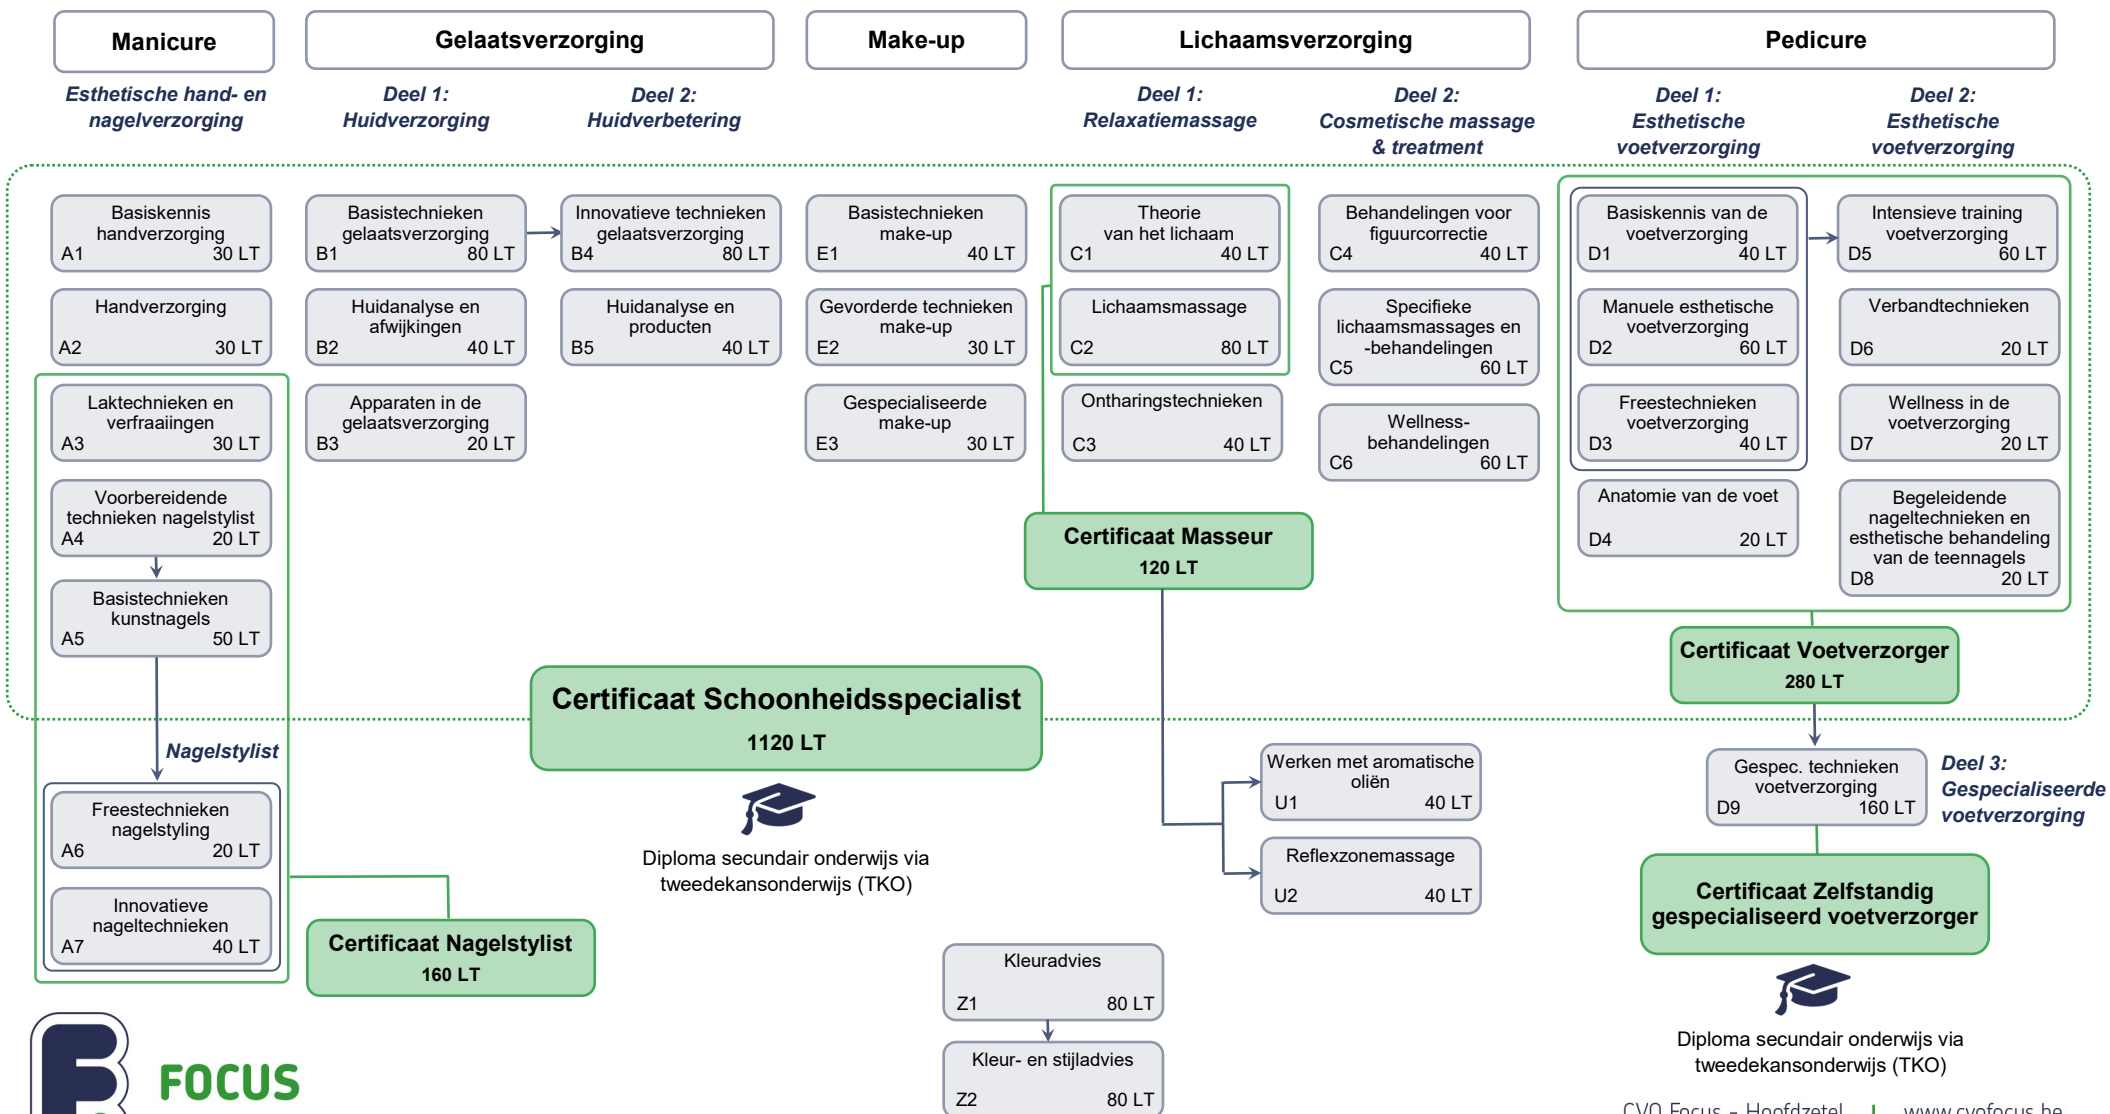 Manicure
Esthetische hand- en
nagelverzorging
Basiskennis
handverzorging
A1 30 LT
Handverzorging
A2 30 LT
Laktechnieken en
verfraaiingen
A3 30 LT
Voorbereidende
technieken nagelstylist
A4 20 LT
Basistechnieken
kunstnagels
A5 50 LT
Nagelstylist
Freestechnieken
nagelstyling
A6 20 LT
Innovatieve
nageltechnieken
A7 40 LT
Certificaat Nagelstylist
160 LT
Gelaatsverzorging
Deel 1:
Huidverzorging
Basistechnieken
gelaatsverzorging
B1 80 LT
Huidanalyse en
afwijkingen
B2 40 LT
Apparaten in de
gelaatsverzorging
B3 20 LT
Deel 2:
Huidverbetering
Innovatieve technieken
gelaatsverzorging
B4 80 LT
Huidanalyse en
producten
B5 40 LT
Make-up
Basistechnieken
make-up
E1 40 LT
Gevorderde technieken
make-up
E2 30 LT
Gespecialiseerde
make-up
E3 30 LT
Certificaat Schoonheidsspecialist
1120 LT
Diploma secundair onderwijs via
tweedekansonderwijs (TKO)
Lichaamsverzorging
Deel 1:
Relaxatiemassage
Theorie
van het lichaam
C1 40 LT
Lichaamsmassage
C2 80 LT
Ontharingstechnieken
C3 40 LT
Certificaat Masseur
120 LT
Deel 2:
Cosmetische massage
& treatment
Behandelingen voor
figuurcorrectie
C4 40 LT
Specifieke
lichaamsmassages en
-behandelingen
C5 60 LT
Wellness-
behandelingen
C6 60 LT
Werken met aromatische
oliën
U1 40 LT
Reflexzonemassage
U2 40 LT
Kleuradvies
Z1 80 LT
Kleur- en stijladvies
Z2 80 LT
Pedicure
Deel 1:
Esthetische
voetverzorging
Basiskennis van de
voetverzorging
D1 40 LT
Manuele esthetische
voetverzorging
D2 60 LT
Freestechnieken
voetverzorging
D3 40 LT
Anatomie van de voet
D4 20 LT
Deel 2:
Esthetische
voetverzorging
Intensieve training
voetverzorging
D5 60 LT
Verbandtechnieken
D6 20 LT
Wellness in de
voetverzorging
D7 20 LT
Begeleidende
nageltechnieken en
esthetische behandeling
van de teennagels
D8 20 LT
Certificaat Voetverzorger
280 LT
Gespec. technieken
voetverzorging
D9 160 LT
Deel 3:
Gespecialiseerde
voetverzorging
Certificaat Zelfstandig
gespecialiseerd voetverzorger
Diploma secundair onderwijs via
tweedekansonderwijs (TKO)
FOCUS
CVO Focus - Hoofdzetel | www.cvofocus.be